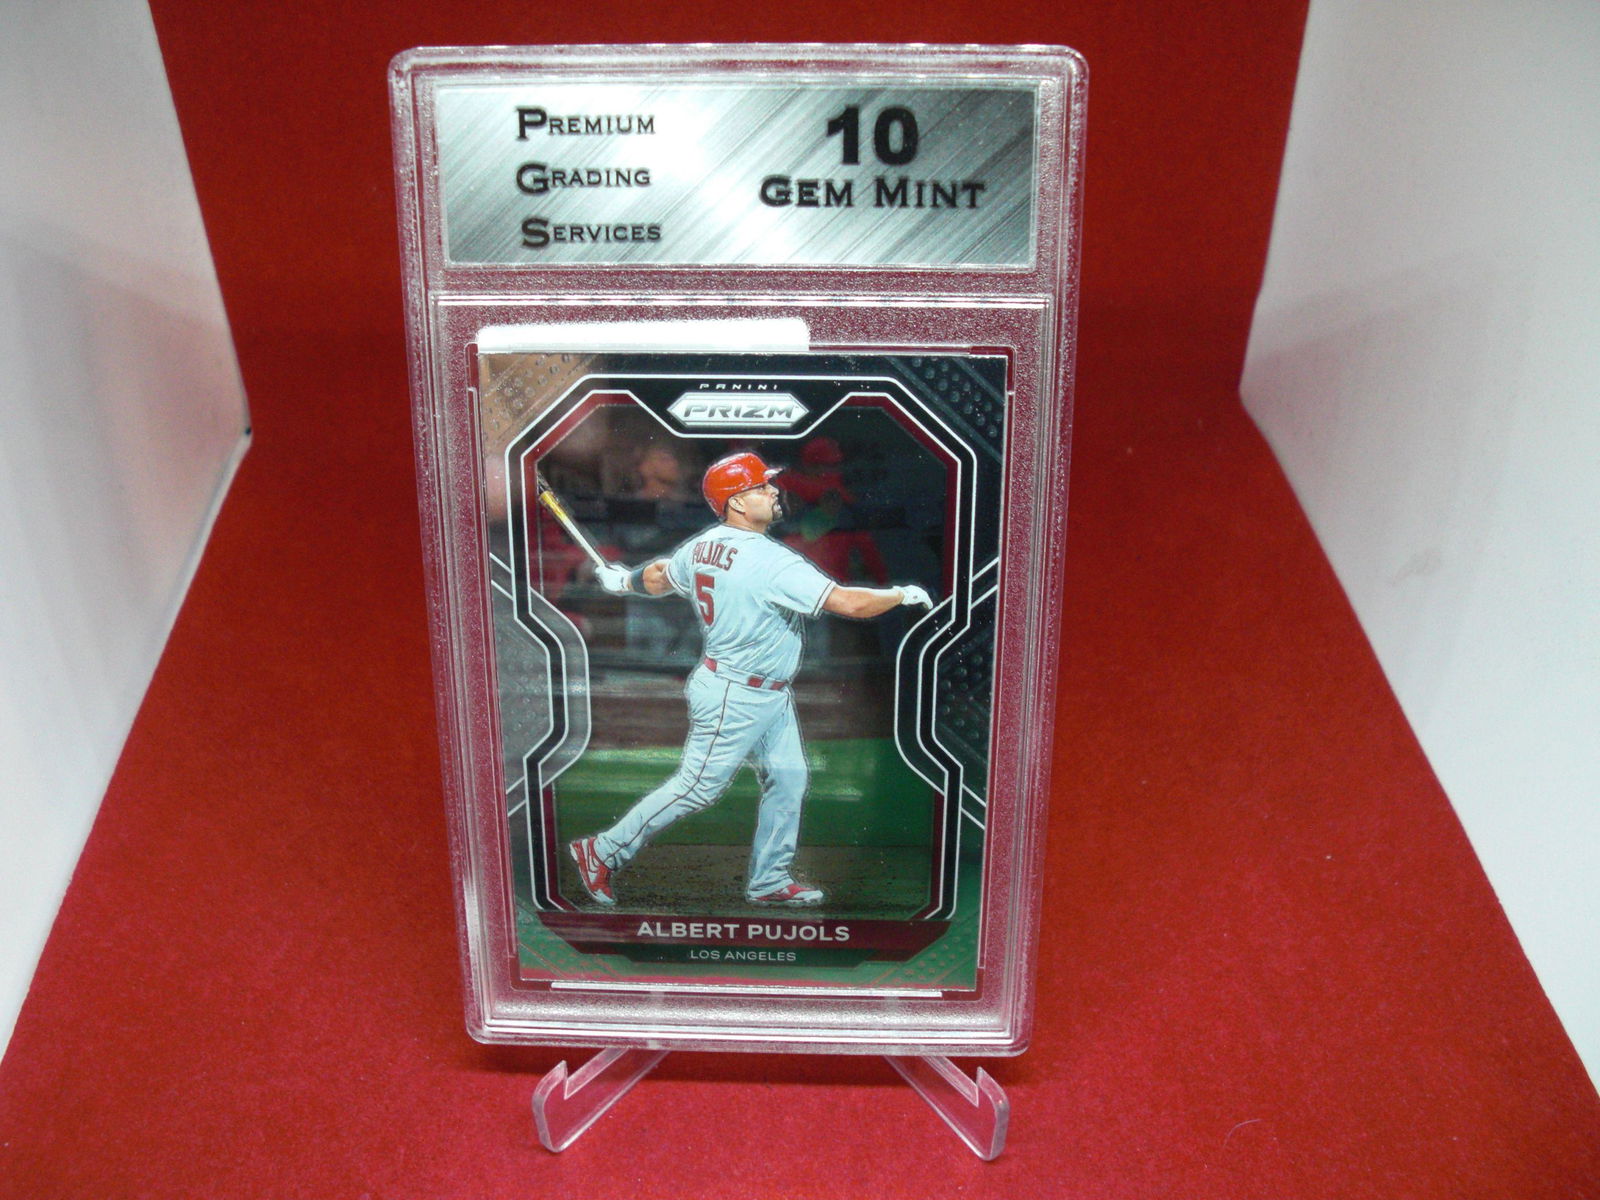 PREMIUM
GRADING
SERVICES
10
GEM MINT
PANINI
PRIZM
PUJOLS
5
ALBERT PUJOLS
LOS ANGELES